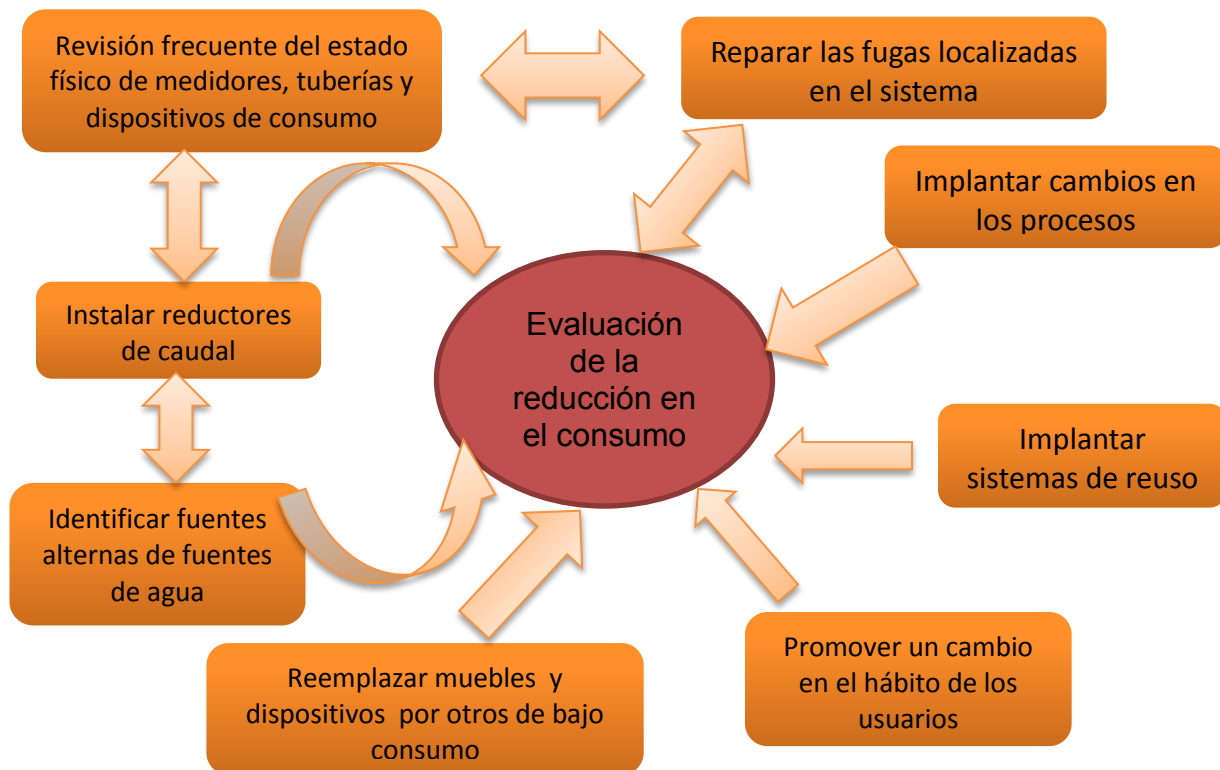 Revisión frecuente del estado
físico de medidores, tuberías y
dispositivos de consumo
Reparar las fugas localizadas
en el sistema
Implantar cambios en
los procesos
Instalar reductores
de caudal
Evaluación
de la
reducción en
el consumo
Implantar
sistemas de reuso
Identificar fuentes
alternas de fuentes
de agua
Reemplazar muebles  y
dispositivos  por otros de bajo
consumo
Promover un cambio
en el hábito de los
usuarios